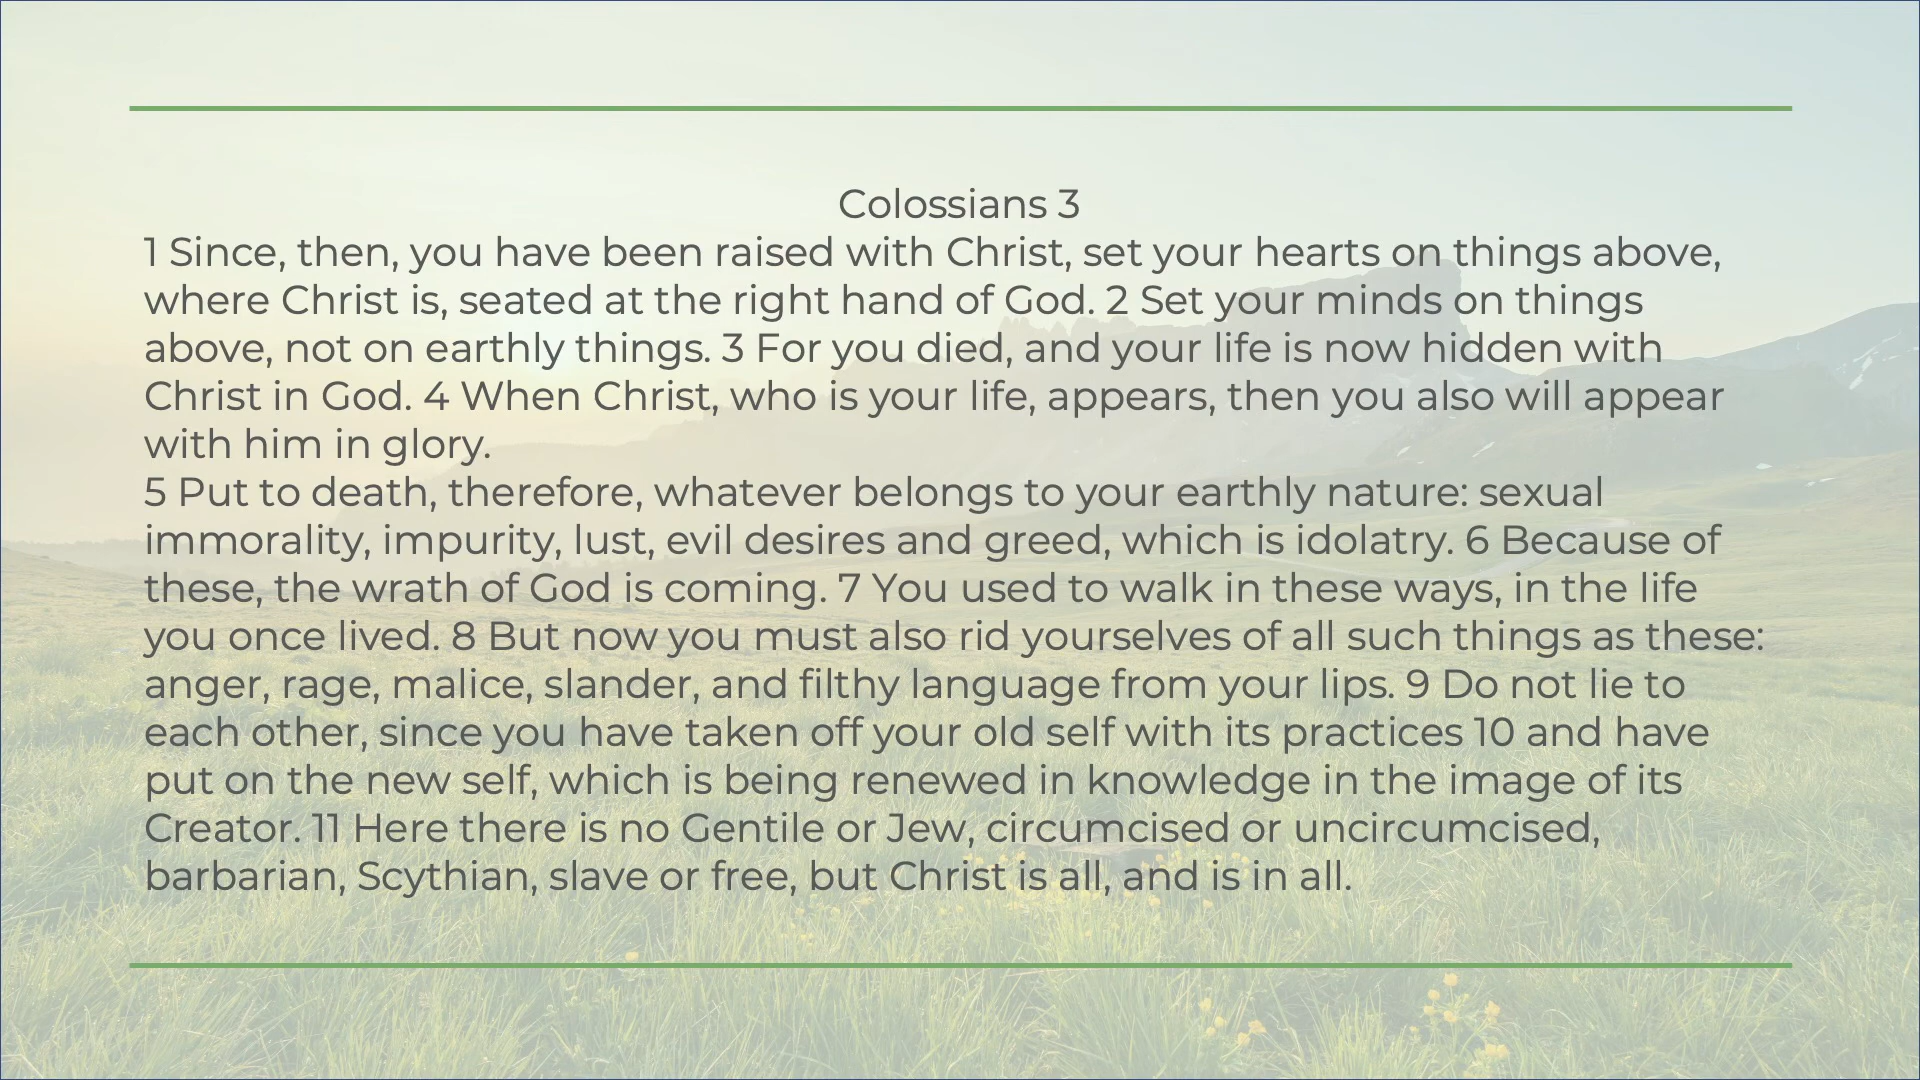 Colossians 3
1 Since, then, you have been raised with Christ, set your hearts on things above,
where Christ is, seated at the right hand of God. 2 Set your minds on things
above, not on earthly things. 3 For you died, and your life is now hidden with
Christ in God. 4 When Christ, who is your life, appears, then you also will appear
with him in glory.
5 Put to death, therefore, whatever belongs to your earthly nature: sexual
immorality, impurity, lust, evil desires and greed, which is idolatry. 6 Because of
these, the wrath of God is coming. 7 You used to walk in these ways, in the life
you once lived. 8 But now you must also rid yourselves of all such things as these:
anger, rage, malice, slander, and filthy language from your lips. 9 Do not lie to
each other, since you have taken off your old self with its practices 10 and have
put on the new self, which is being renewed in knowledge in the image of its
Creator. 11 Here there is no Gentile or Jew, circumcised or uncircumcised,
barbarian, Scythian, slave or free, but Christ is all, and is in all.